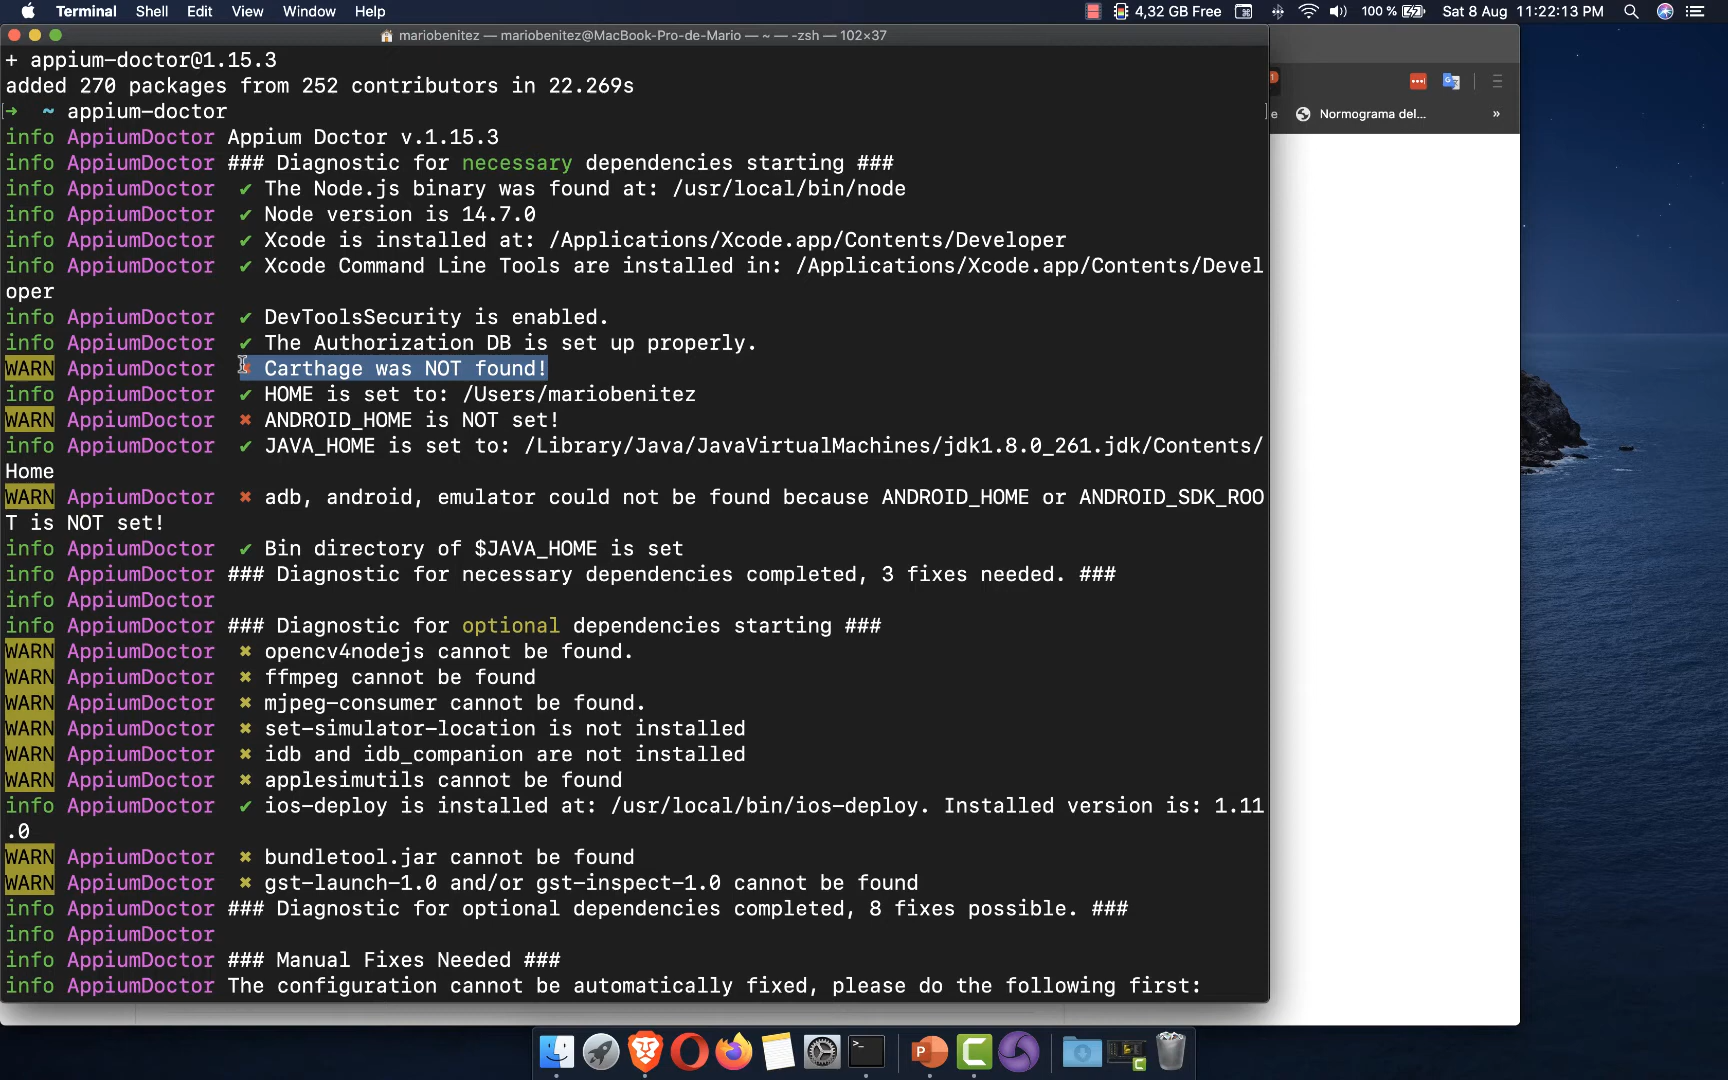 Terminal Shell Edit View Window Help 4,32 GB Free 100 % Sat 8 Aug 11:22:13 PM
mariobenitez — mariobenitez@MacBook-Pro-de-Mario — ~ — -zsh — 102×37
+ appium-doctor@1.15.3
added 270 packages from 252 contributors in 22.269s
➜ ~ appium-doctor
info AppiumDoctor Appium Doctor v.1.15.3
info AppiumDoctor ### Diagnostic for necessary dependencies starting ###
info AppiumDoctor ✔ The Node.js binary was found at: /usr/local/bin/node
info AppiumDoctor ✔ Node version is 14.7.0
info AppiumDoctor ✔ Xcode is installed at: /Applications/Xcode.app/Contents/Developer
info AppiumDoctor ✔ Xcode Command Line Tools are installed in: /Applications/Xcode.app/Contents/Devel
oper
info AppiumDoctor ✔ DevToolsSecurity is enabled.
info AppiumDoctor ✔ The Authorization DB is set up properly.
WARN AppiumDoctor ✖ Carthage was NOT found!
info AppiumDoctor ✔ HOME is set to: /Users/mariobenitez
WARN AppiumDoctor ✖ ANDROID_HOME is NOT set!
info AppiumDoctor ✔ JAVA_HOME is set to: /Library/Java/JavaVirtualMachines/jdk1.8.0_261.jdk/Contents/
Home
WARN AppiumDoctor ✖ adb, android, emulator could not be found because ANDROID_HOME or ANDROID_SDK_ROO
T is NOT set!
info AppiumDoctor ✔ Bin directory of $JAVA_HOME is set
info AppiumDoctor ### Diagnostic for necessary dependencies completed, 3 fixes needed. ###
info AppiumDoctor
info AppiumDoctor ### Diagnostic for optional dependencies starting ###
WARN AppiumDoctor ✖ opencv4nodejs cannot be found.
WARN AppiumDoctor ✖ ffmpeg cannot be found
WARN AppiumDoctor ✖ mjpeg-consumer cannot be found.
WARN AppiumDoctor ✖ set-simulator-location is not installed
WARN AppiumDoctor ✖ idb and idb_companion are not installed
WARN AppiumDoctor ✖ applesimutils cannot be found
info AppiumDoctor ✔ ios-deploy is installed at: /usr/local/bin/ios-deploy. Installed version is: 1.11
.0
WARN AppiumDoctor ✖ bundletool.jar cannot be found
WARN AppiumDoctor ✖ gst-launch-1.0 and/or gst-inspect-1.0 cannot be found
info AppiumDoctor ### Diagnostic for optional dependencies completed, 8 fixes possible. ###
info AppiumDoctor
info AppiumDoctor ### Manual Fixes Needed ###
info AppiumDoctor The configuration cannot be automatically fixed, please do the following first:
e Normograma del... »